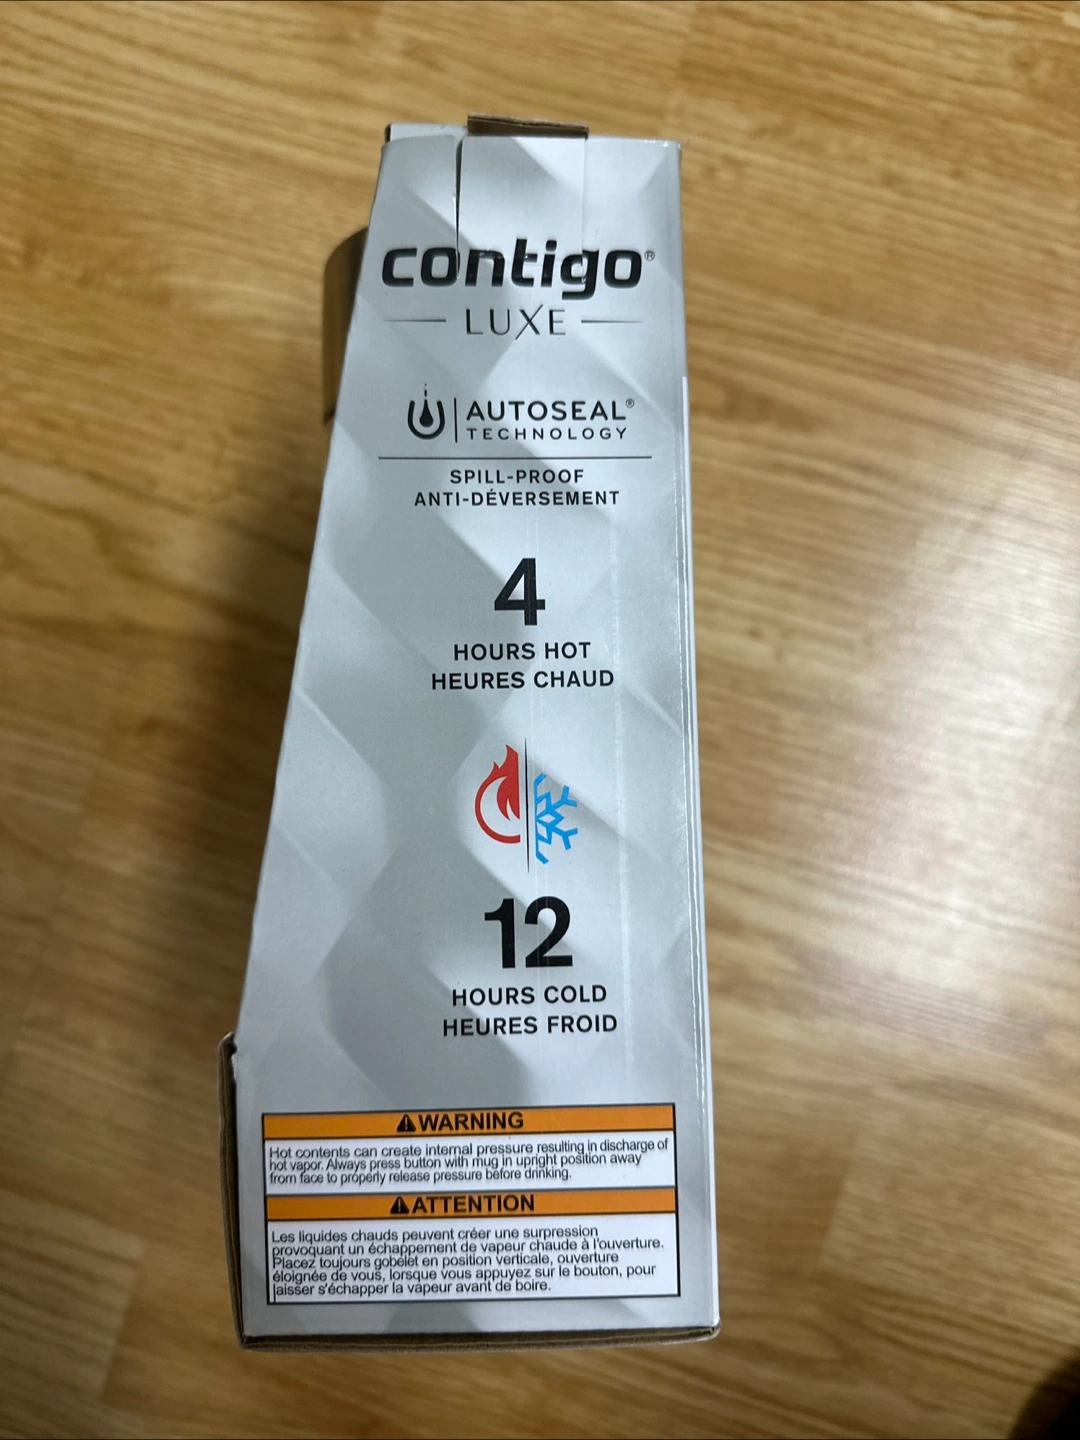 contigo®
LUXE
AUTOSEAL®
TECHNOLOGY
SPILL-PROOF
ANTI-DÉVERSEMENT
4
HOURS HOT
HEURES CHAUD
12
HOURS COLD
HEURES FROID
⚠WARNING
Hot contents can create internal pressure resulting in discharge of
hot vapor. Always press button with mug in upright position away
from face to properly release pressure before drinking.
⚠ATTENTION
Les liquides chauds peuvent créer une surpression
provoquant un échappement de vapeur chaude à l'ouverture.
Placez toujours gobelet en position verticale, ouverture
éloignée de vous, lorsque vous appuyez sur le bouton, pour
laisser s'échapper la vapeur avant de boire.